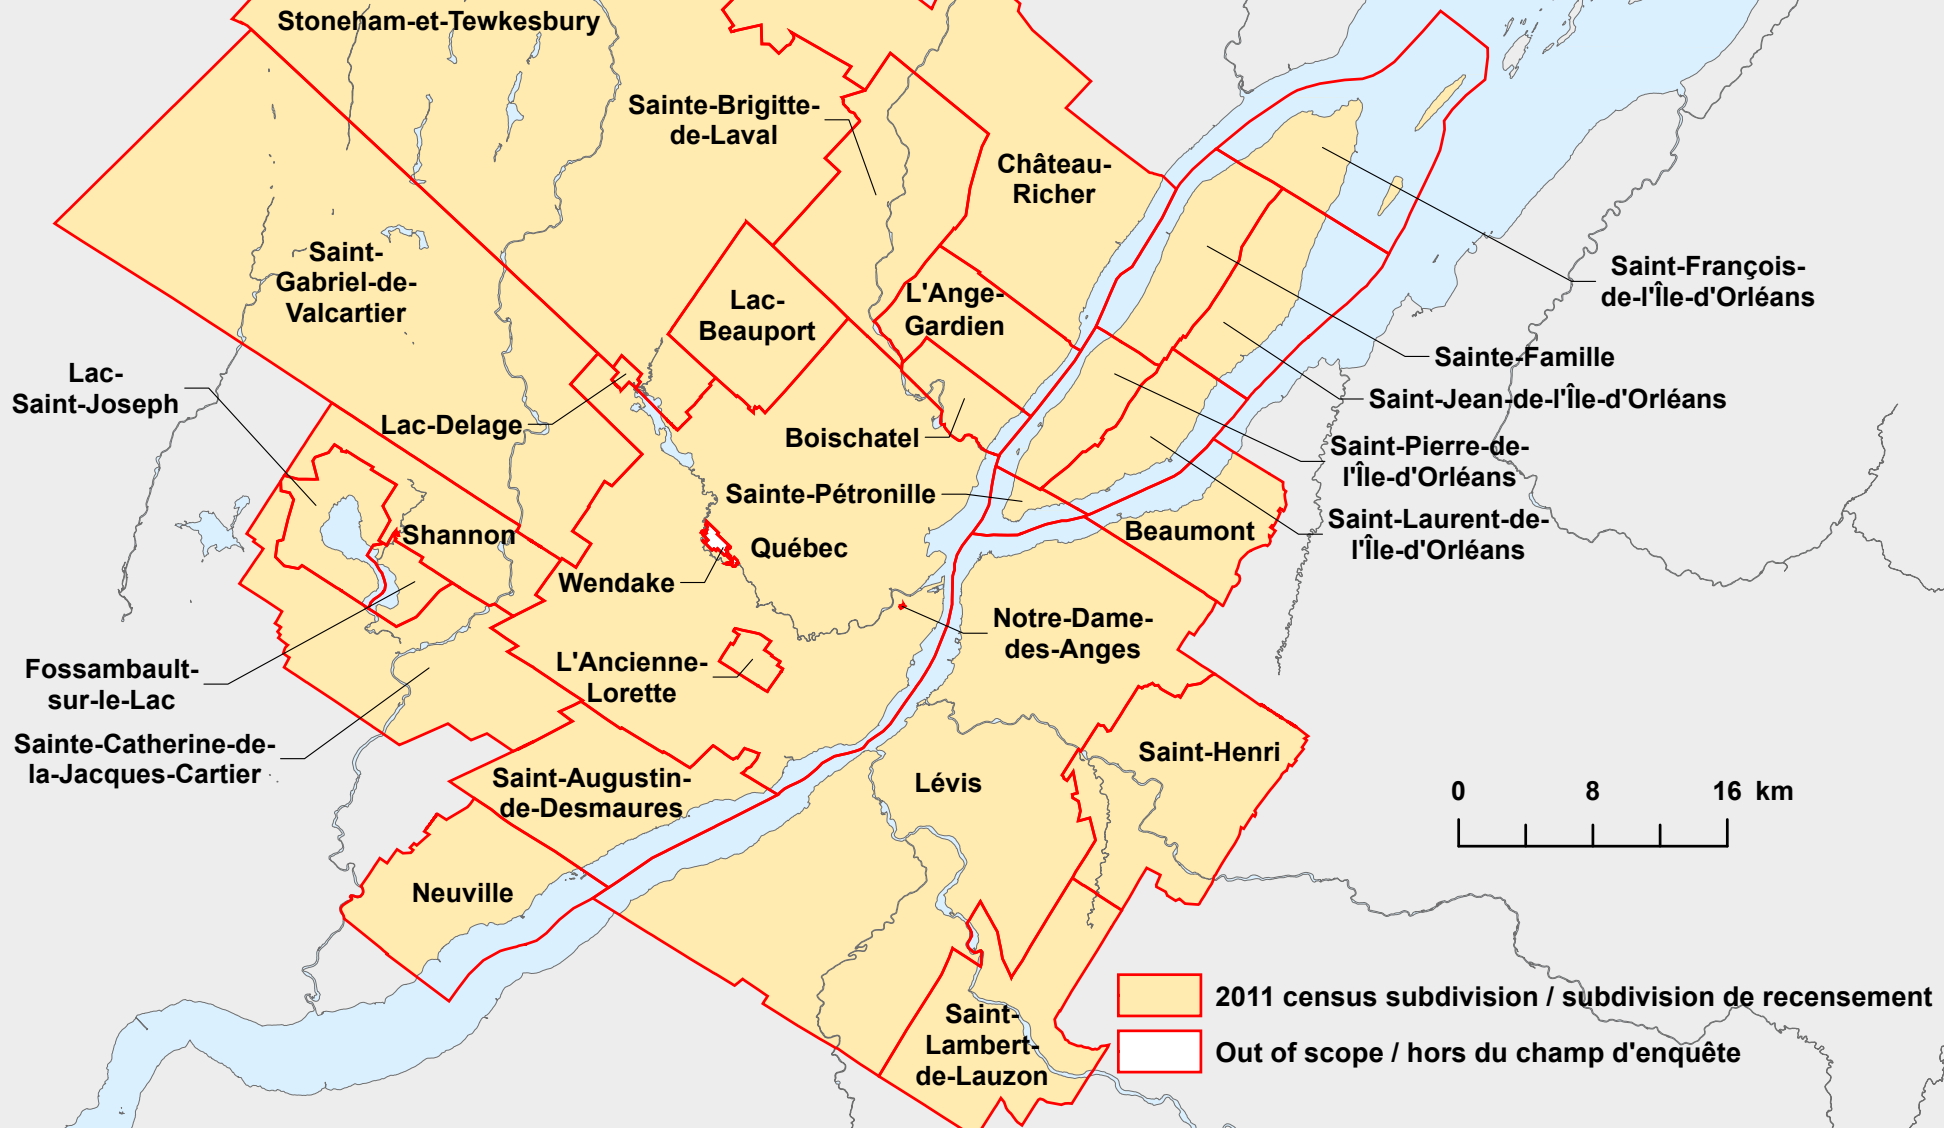 Stoneham-et-Tewkesbury
Sainte-Brigitte-
de-Laval
Château-
Richer
Saint-
Gabriel-de-
Valcartier
Lac-
Beauport
L'Ange-
Gardien
Saint-François-
de-l'Île-d'Orléans
Sainte-Famille
Saint-Jean-de-l'Île-d'Orléans
Lac-
Saint-Joseph
Lac-Delage
Boischatel
Saint-Pierre-de-
l'Île-d'Orléans
Sainte-Pétronille
Saint-Laurent-de-
l'Île-d'Orléans
Beaumont
Shannon
Québec
Wendake
Notre-Dame-
des-Anges
L'Ancienne-
Lorette
Fossambault-
sur-le-Lac
Sainte-Catherine-de-
la-Jacques-Cartier
Saint-Augustin-
de-Desmaures
Saint-Henri
Lévis
Neuville
0 8 16 km
2011 census subdivision / subdivision de recensement
Out of scope / hors du champ d'enquête
Saint-
Lambert-
de-Lauzon